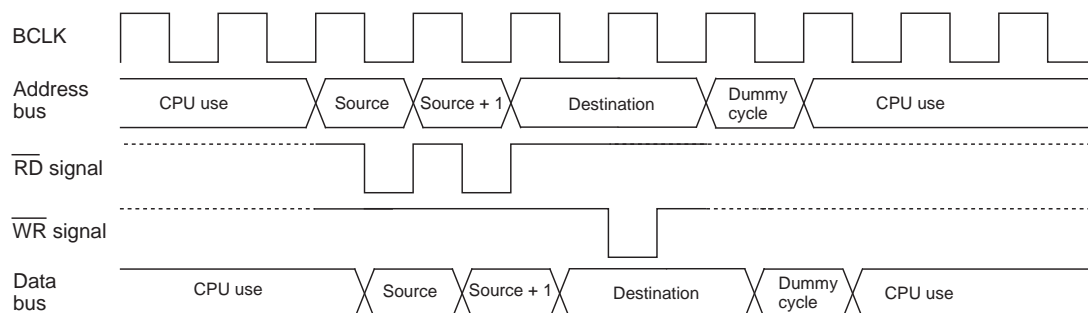 BCLK
Address
bus
CPU use
Source
Source + 1
Destination
Dummy
cycle
CPU use
RD signal
WR signal
Data
bus
CPU use
Source
Source + 1
Destination
Dummy
cycle
CPU use